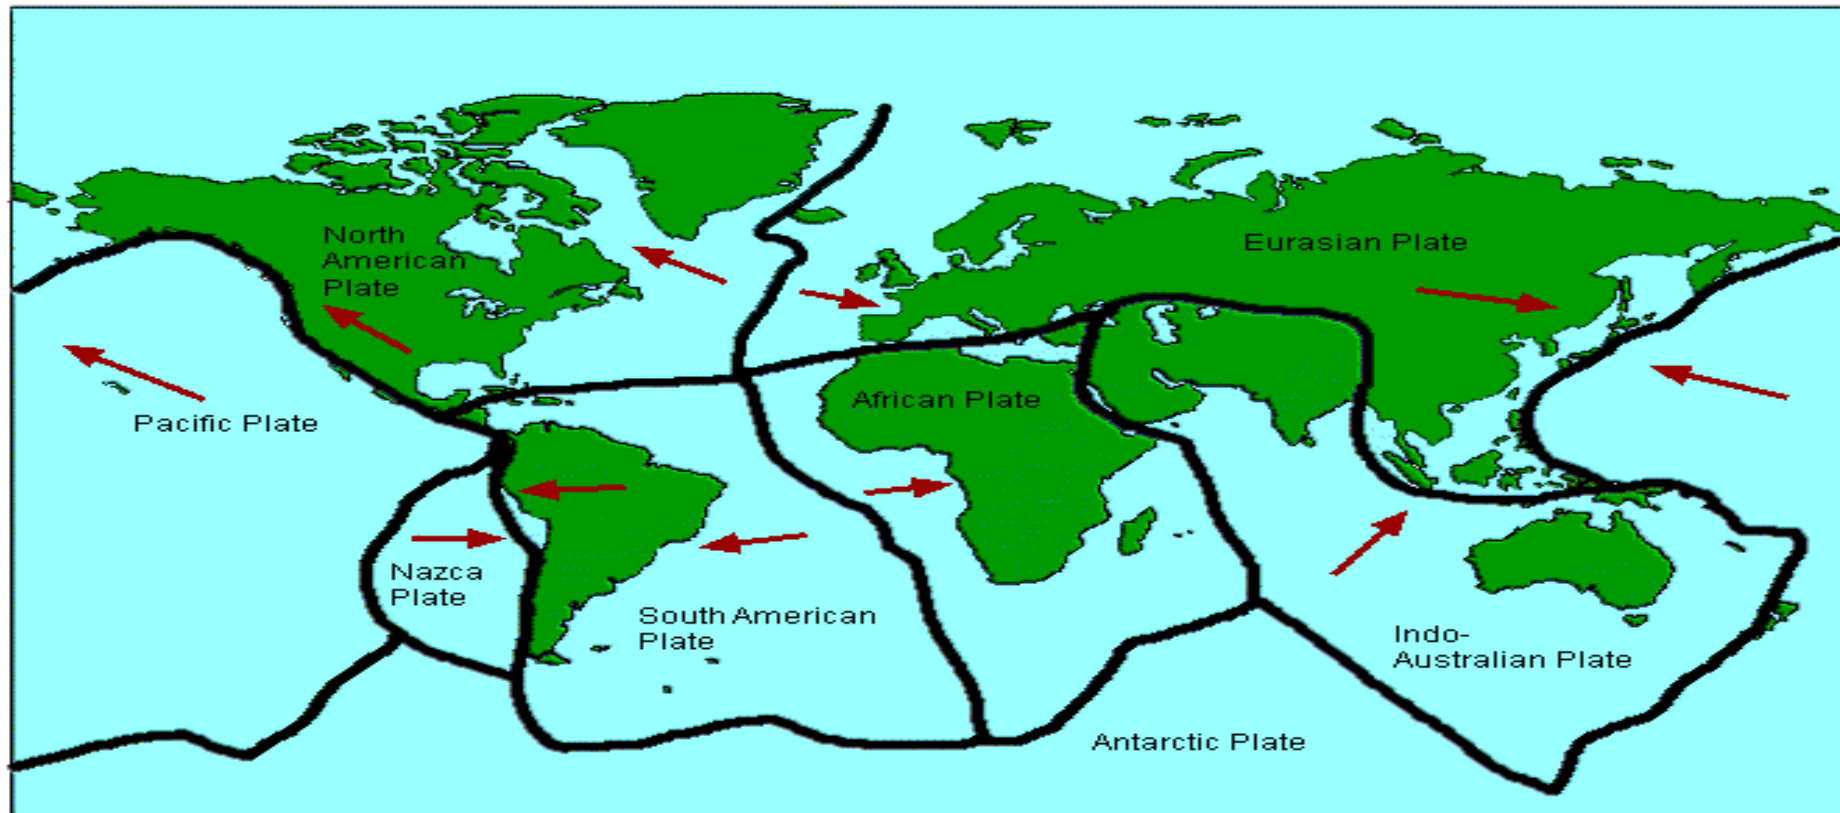 North
American
Plate
Eurasian Plate
African Plate
Pacific Plate
Nazca
Plate
South American
Plate
Indo-
Australian Plate
Antarctic Plate